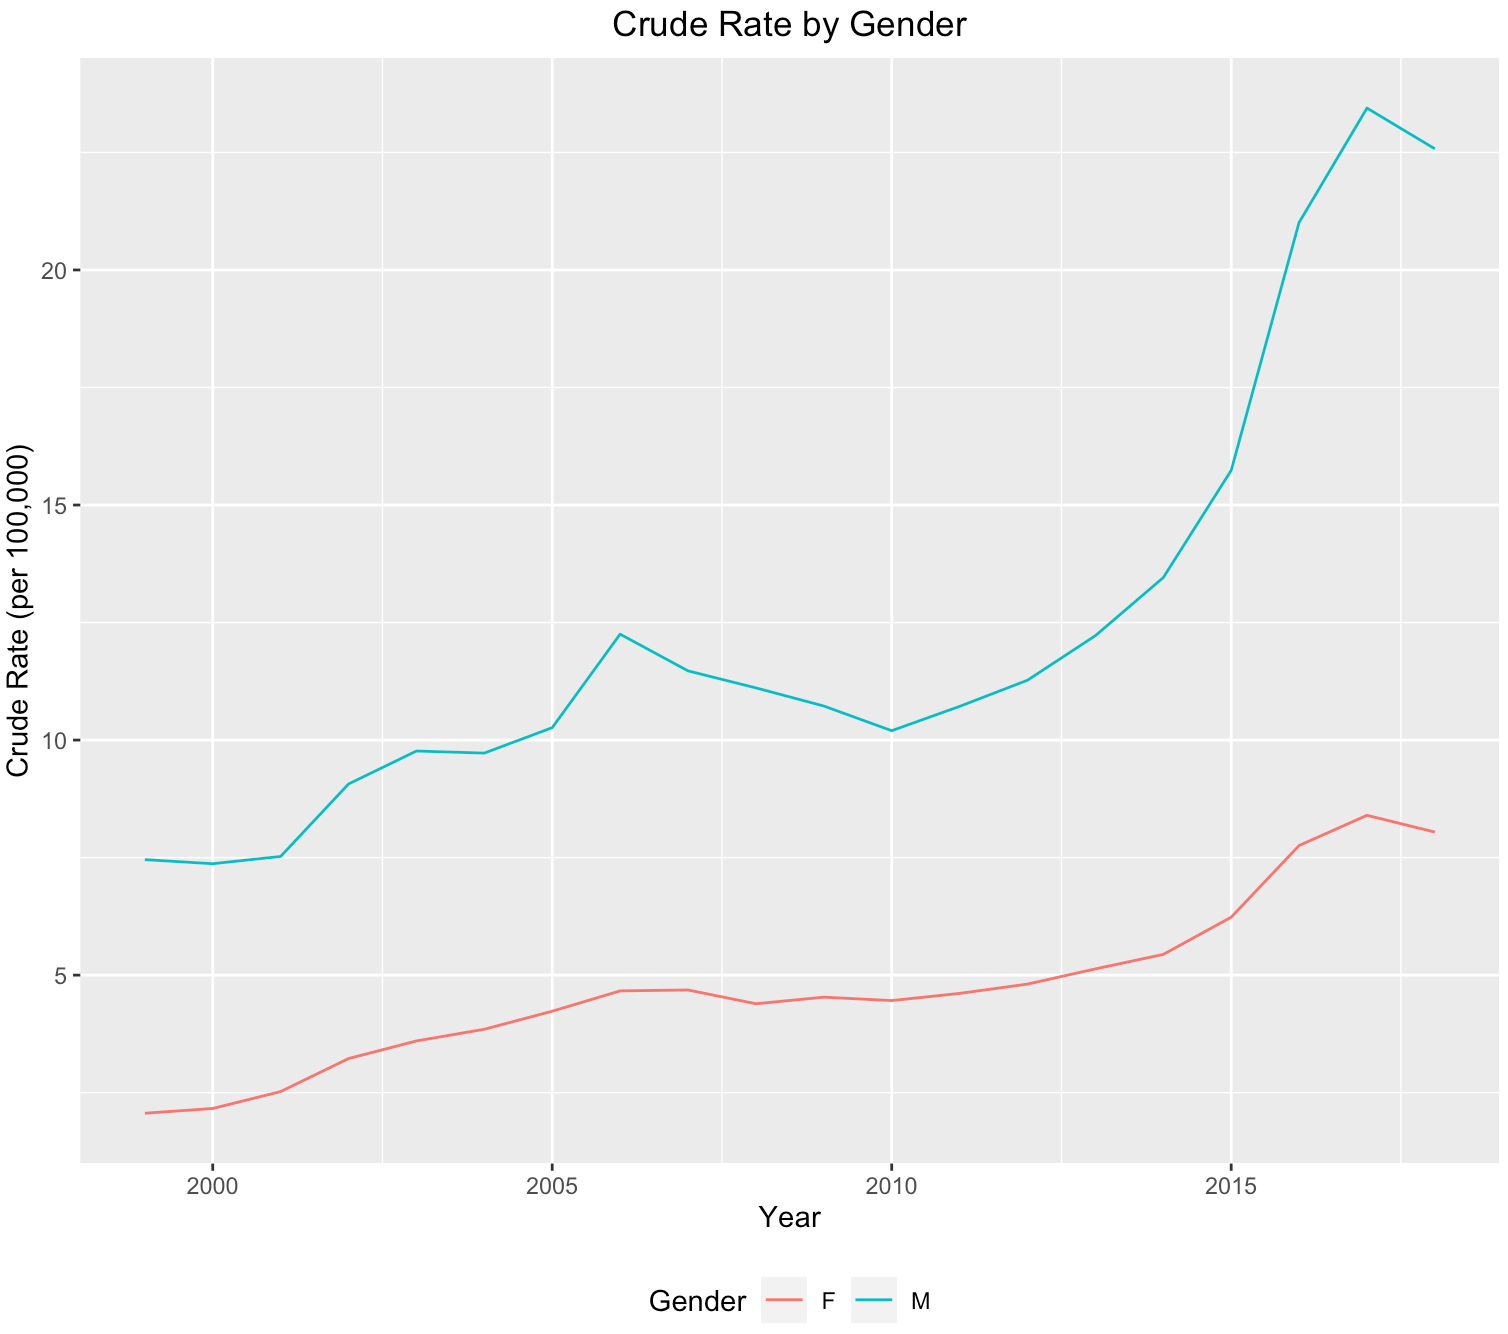 Crude Rate by Gender
Crude Rate (per 100,000)
20
15
10
5
2000 2005 2010 2015
Year
Gender F M